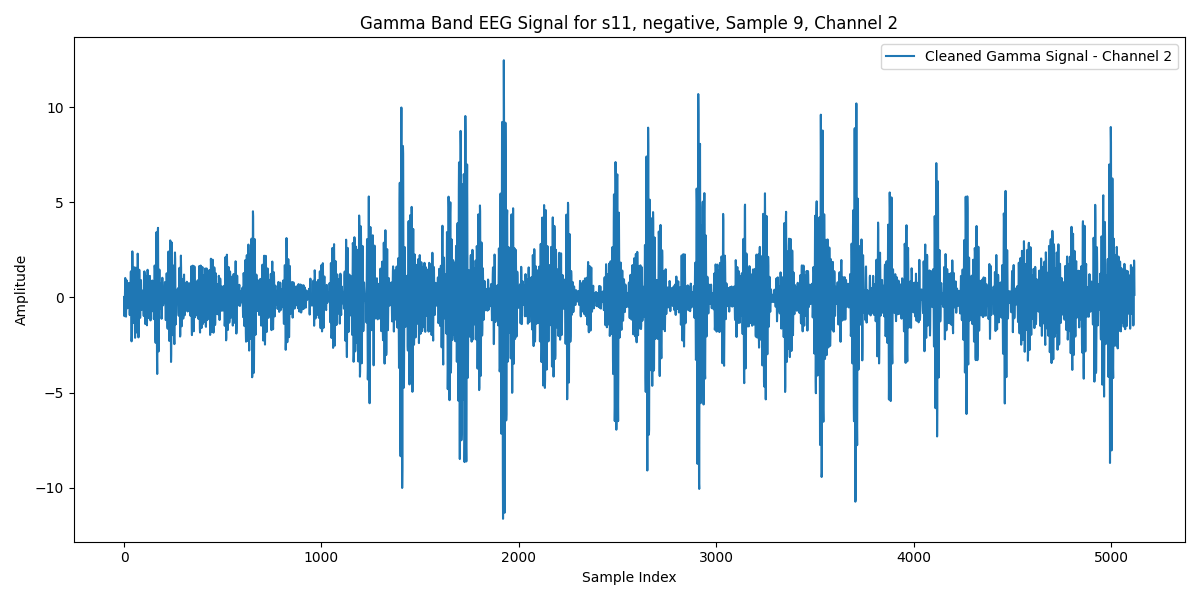 Gamma Band EEG Signal for s11, negative, Sample 9, Channel 2
Cleaned Gamma Signal - Channel 2
Amplitude
10
5
0
−5
−10
0 1000 2000 3000 4000 5000
Sample Index